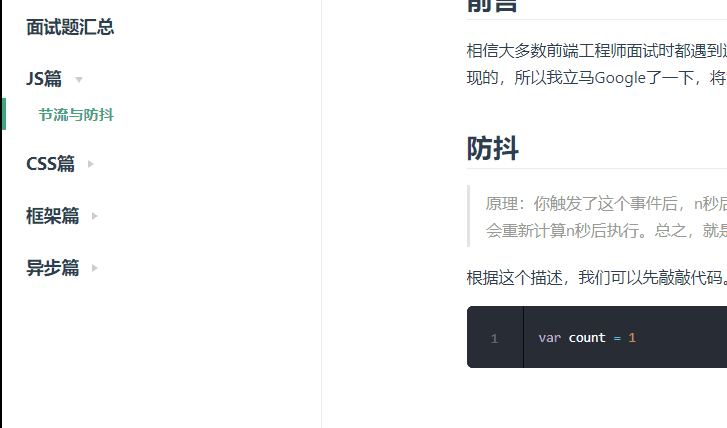 面试题汇总
JS篇
节流与防抖
CSS篇
框架篇
异步篇
前言
相信大多数前端工程师面试时都遇到
现的，所以我立马Google了一下，将
防抖
原理：你触发了这个事件后，n秒
会重新计算n秒后执行。总之，就是
根据这个描述，我们可以先敲敲代码。
1 var count = 1